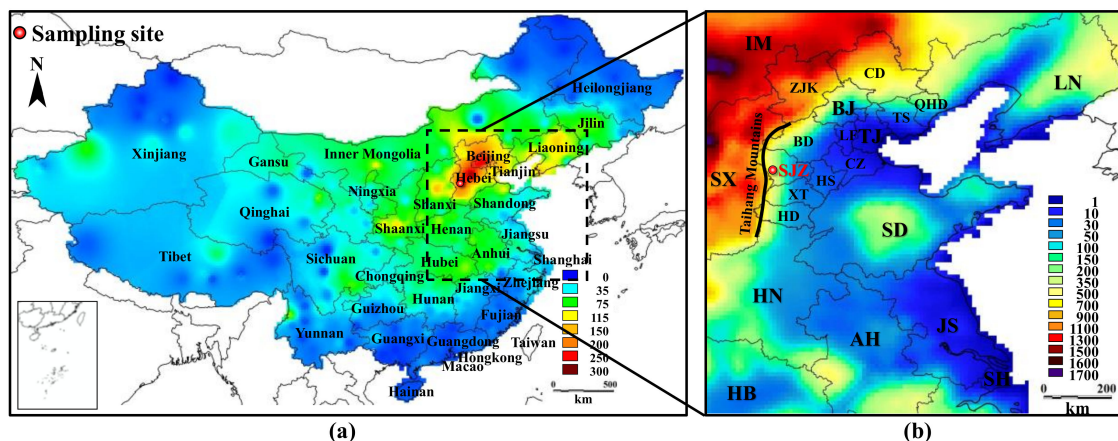 Sampling site
N
Heilongjiang
Jilin
Liaoning
Inner Mongolia
Beijing
Tianjin
Hebei
Xinjiang
Gansu
Ningxia
Shanxi
Shandong
Qinghai
Shaanxi
Henan
Jiangsu
Tibet
Sichuan
Anhui
Hubei
Shanghai
Chongqing
Zhejiang
Jiangxi
Hunan
Guizhou
Fujian
Yunnan
Guangxi
Guangdong
Taiwan
Hongkong
Macao
Hainan
0
35
75
115
150
200
250
300
0 500
km
(a)
IM
CD
ZJK
LN
BJ
QHD
TS
LF
TJ
BD
Taihang Mountains
SJZ
CZ
SX
HS
XT
HD
SD
HN
JS
AH
SH
HB
1
10
30
50
100
150
200
350
500
700
900
1100
1300
1500
1600
1700
0 200
km
(b)